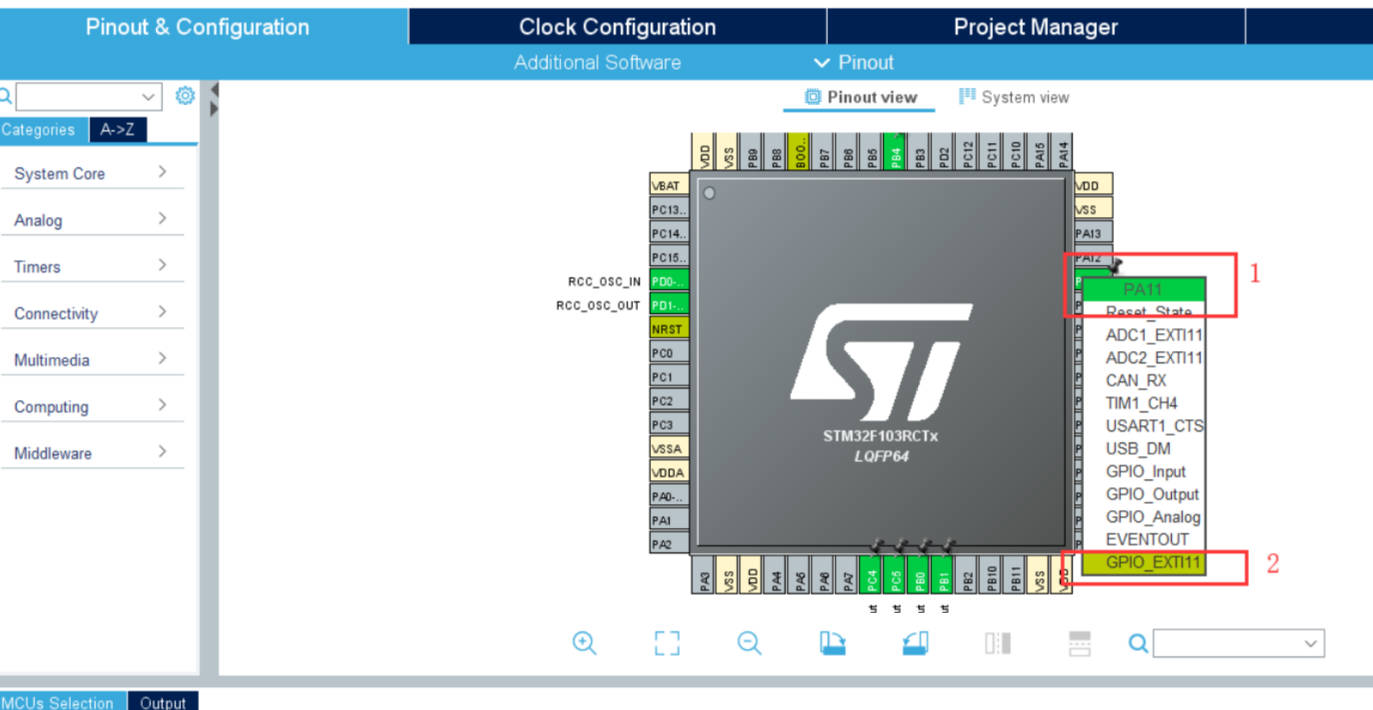 Pinout & Configuration
Clock Configuration
Project Manager
Additional Software
Pinout
Pinout view
System view
Categories
A->Z
System Core
Analog
Timers
Connectivity
Multimedia
Computing
Middleware
VDD
VSS
PB9
PB8
BOO..
PB7
PB6
PB5
PB4
PB3
PD2
PC12
PC11
PC10
PA15
PA14
VBAT
PC13..
PC14..
PC15..
RCC_OSC_IN PD0-..
RCC_OSC_OUT PD1-..
NRST
PC0
PC1
PC2
PC3
VSSA
VDDA
PA0-..
PA1
PA2
STM32F103RCTx
LQFP64
VDD
VSS
PA13
PA12
1
PA11
Reset_State
ADC1_EXTI11
ADC2_EXTI11
CAN_RX
TIM1_CH4
USART1_CTS
USB_DM
GPIO_Input
GPIO_Output
GPIO_Analog
EVENTOUT
GPIO_EXTI11
2
PA3
VSS
VDD
PA4
PA5
PA6
PA7
PC4
PC5
PB0
PB1
PB2
PB10
PB11
VSS
VDD
MCUs Selection
Output